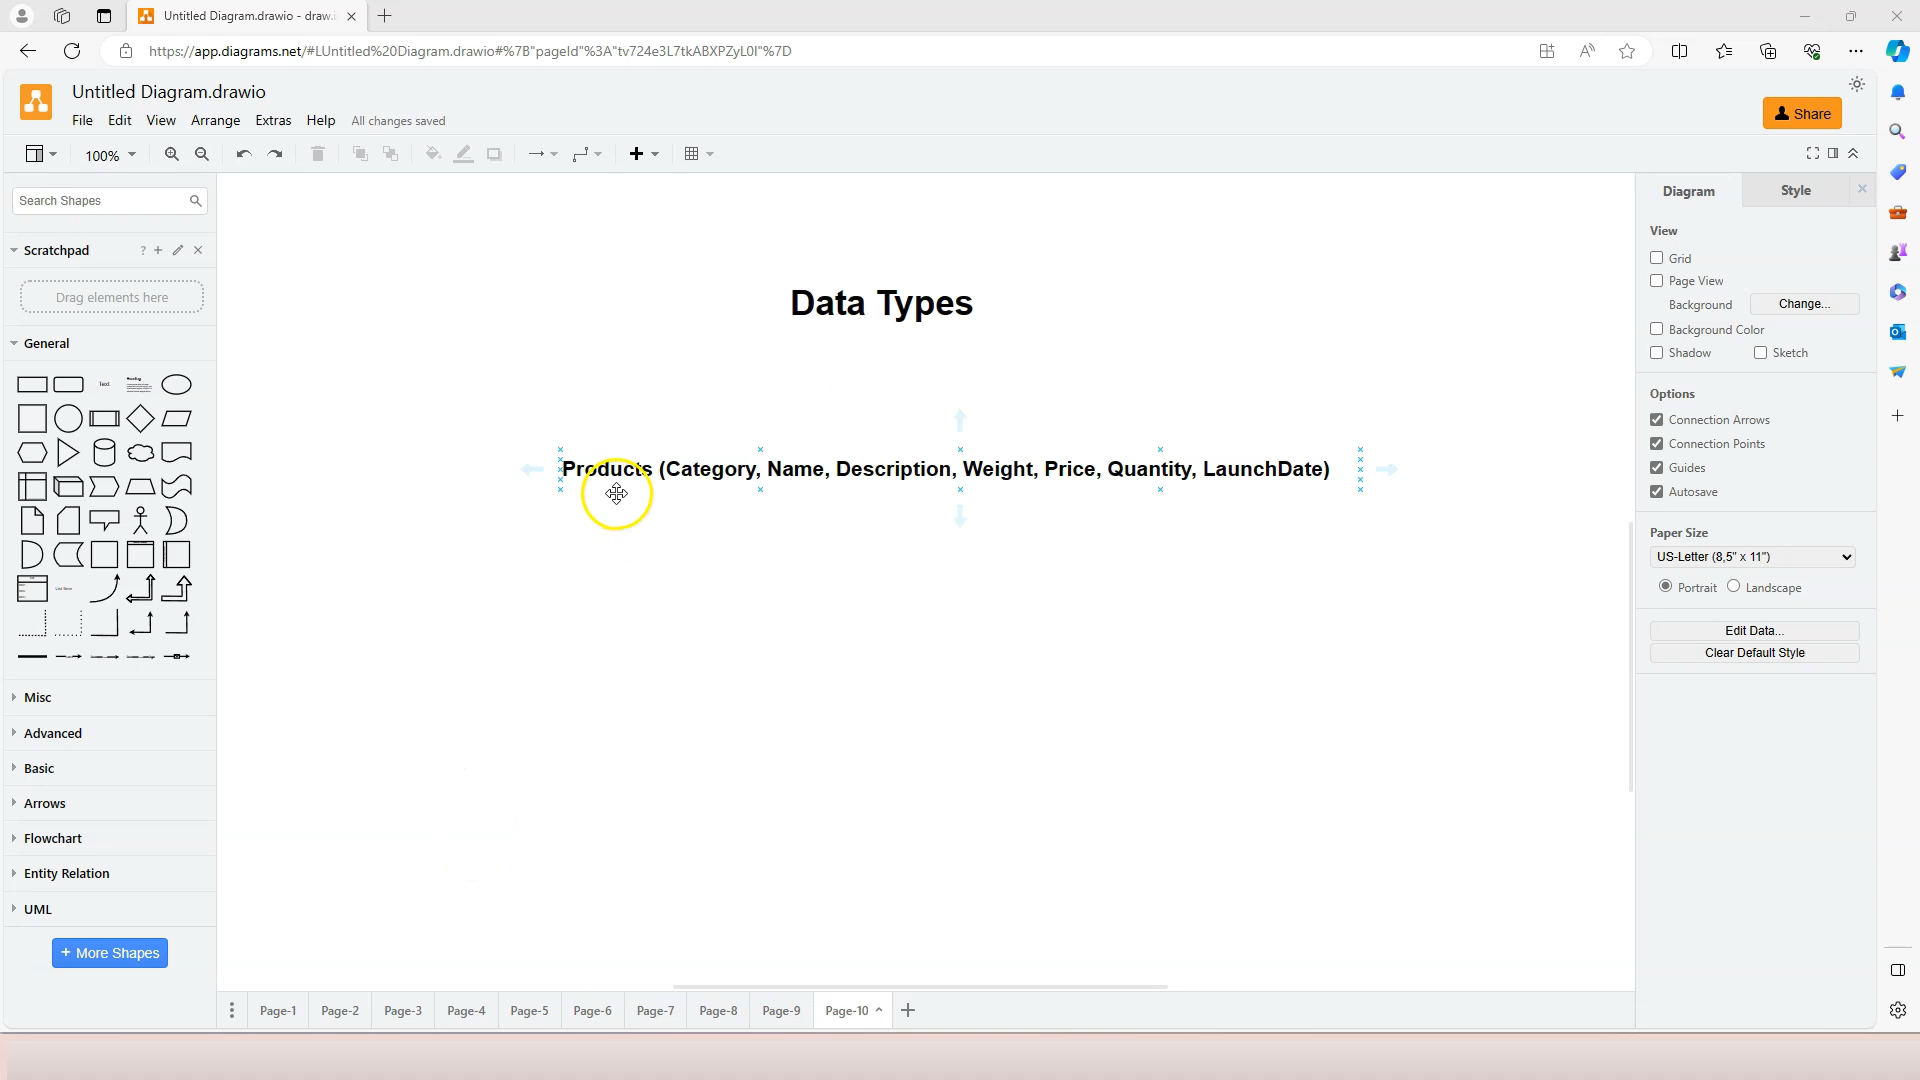 Untitled Diagram.drawio - draw.i
https://app.diagrams.net/#LUntitled%20Diagram.drawio#%7B"pageId"%3A"tv724e3L7tkABXPZyL0I"%7D
Untitled Diagram.drawio
File Edit View Arrange Extras Help All changes saved
Share
100%
Search Shapes
Diagram Style
View
Scratchpad ?
Grid
Page View
Drag elements here
Background Change...
Data Types
Background Color
General
Shadow Sketch
Text
Heading
Options
Connection Arrows
Connection Points
Products (Category, Name, Description, Weight, Price, Quantity, LaunchDate)
Guides
Autosave
Paper Size
US-Letter (8,5" x 11")
Portrait Landscape
List Item
Edit Data...
Clear Default Style
Misc
Advanced
Basic
Arrows
Flowchart
Entity Relation
UML
+ More Shapes
Page-1 Page-2 Page-3 Page-4 Page-5 Page-6 Page-7 Page-8 Page-9 Page-10